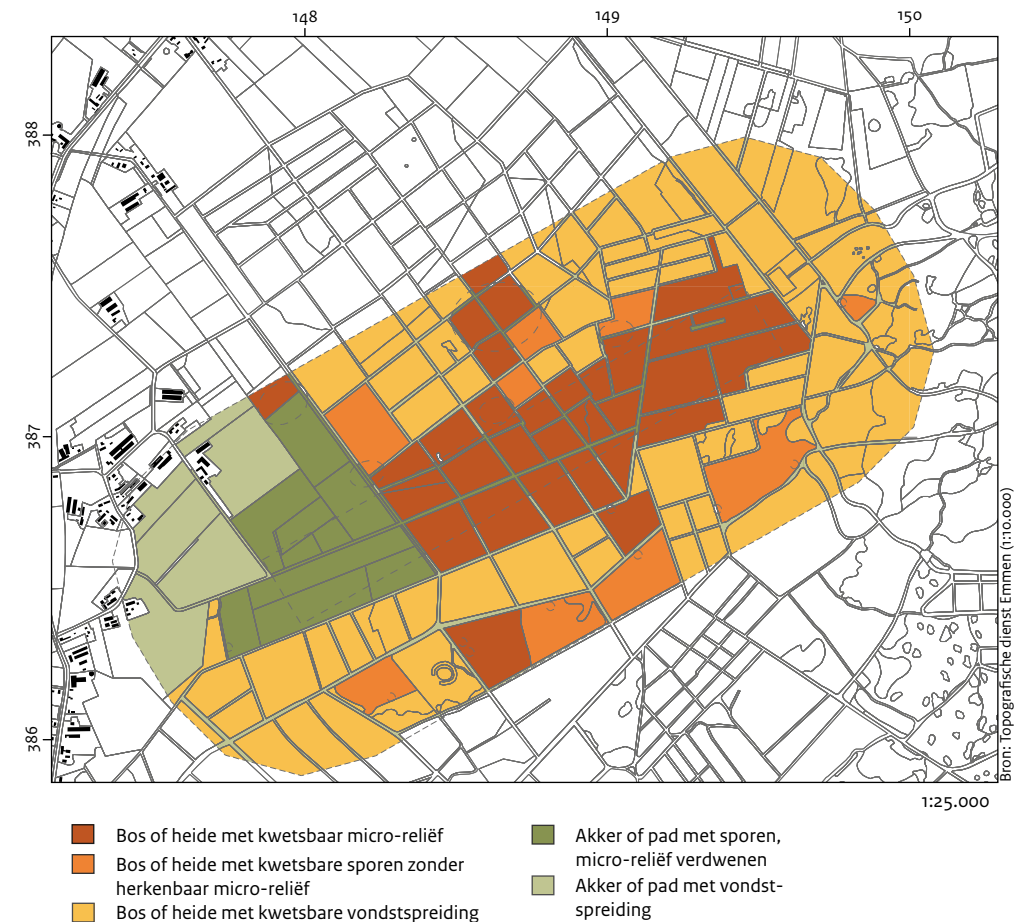 148 149 150
388
387
386
Bron: Topografische dienst Emmen (1:10.000)
1:25.000
Bos of heide met kwetsbaar micro-reliëf
Bos of heide met kwetsbare sporen zonder
herkenbaar micro-reliëf
Bos of heide met kwetsbare vondstspreiding
Akker of pad met sporen,
micro-reliëf verdwenen
Akker of pad met vondst-
spreiding